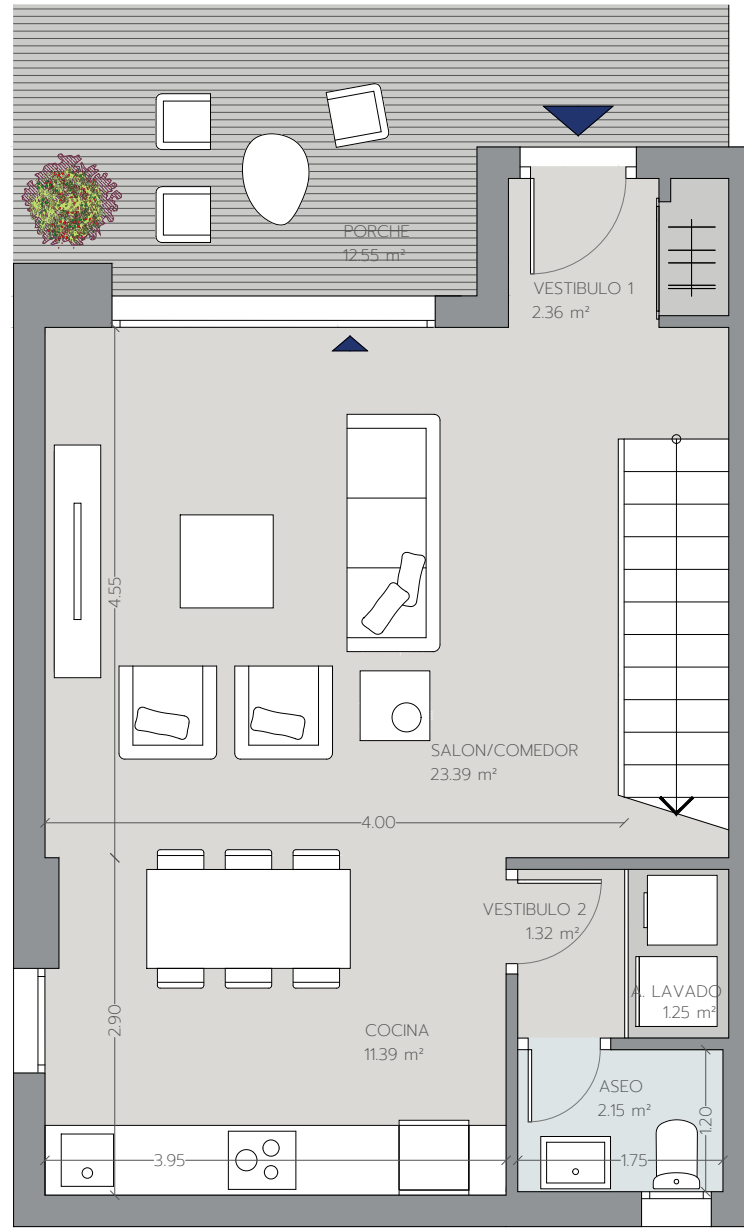 PORCHE
12.55 m²
VESTIBULO 1
2.36 m²
4.55
SALON/COMEDOR
23.39 m²
4.00
VESTIBULO 2
1.32 m²
A. LAVADO
1.25 m²
2.90
COCINA
11.39 m²
ASEO
2.15 m²
1.20
3.95
1.75